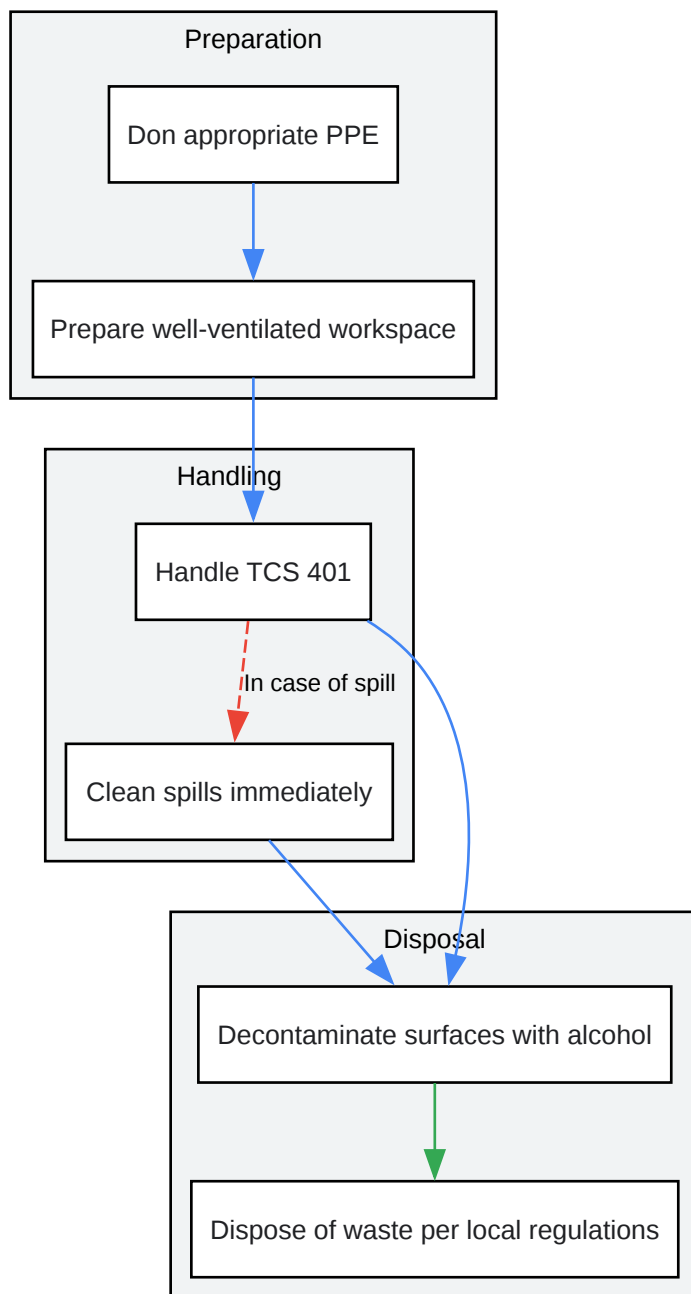 Preparation
Don appropriate PPE
Prepare well-ventilated workspace
Handling
Handle TCS 401
In case of spill
Clean spills immediately
Disposal
Decontaminate surfaces with alcohol
Dispose of waste per local regulations